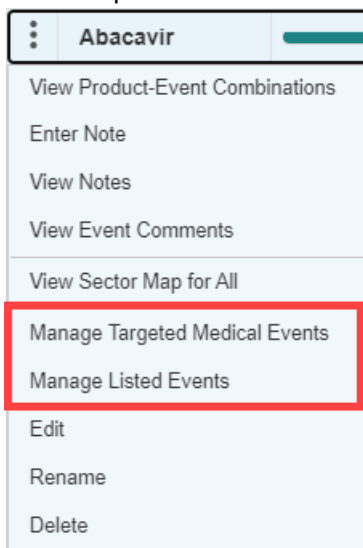 Abacavir
View Product-Event Combinations
Enter Note
View Notes
View Event Comments
View Sector Map for All
Manage Targeted Medical Events
Manage Listed Events
Edit
Rename
Delete